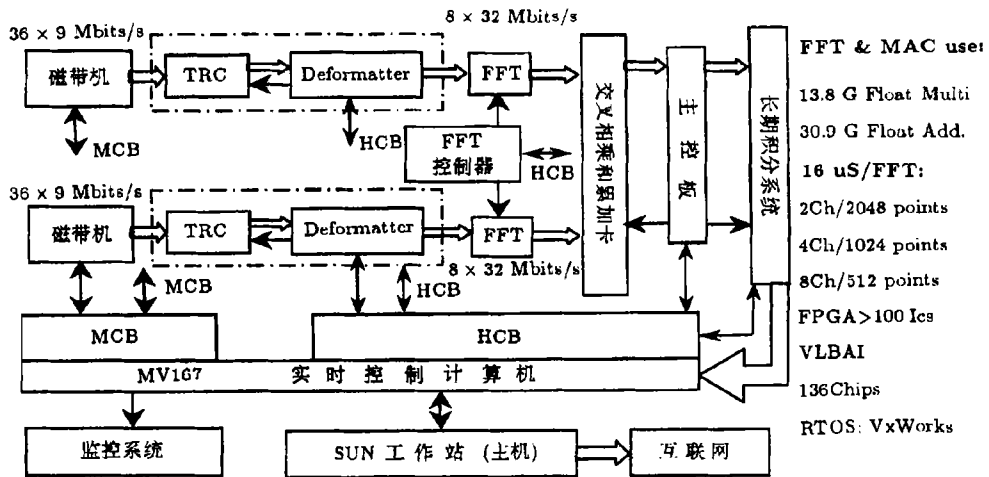 36 × 9 Mbits/s
8 × 32 Mbits/s
磁带机
TRC
Deformatter
FFT
MCB
HCB
FFT
控制器
HCB
交叉相乘和累加卡
主控板
长期积分系统
36 × 9 Mbits/s
磁带机
TRC
Deformatter
FFT
8 × 32 Mbits/s
MCB
HCB
MCB
HCB
MV167 实时控制计算机
监控系统
SUN 工作站 (主机)
互联网
FFT & MAC use
13.8 G Float Multi
30.9 G Float Add.
16 uS/FFT:
2Ch/2048 points
4Ch/1024 points
8Ch/512 points
FPGA>100 Ics
VLBAI
136Chips
RTOS: VxWorks